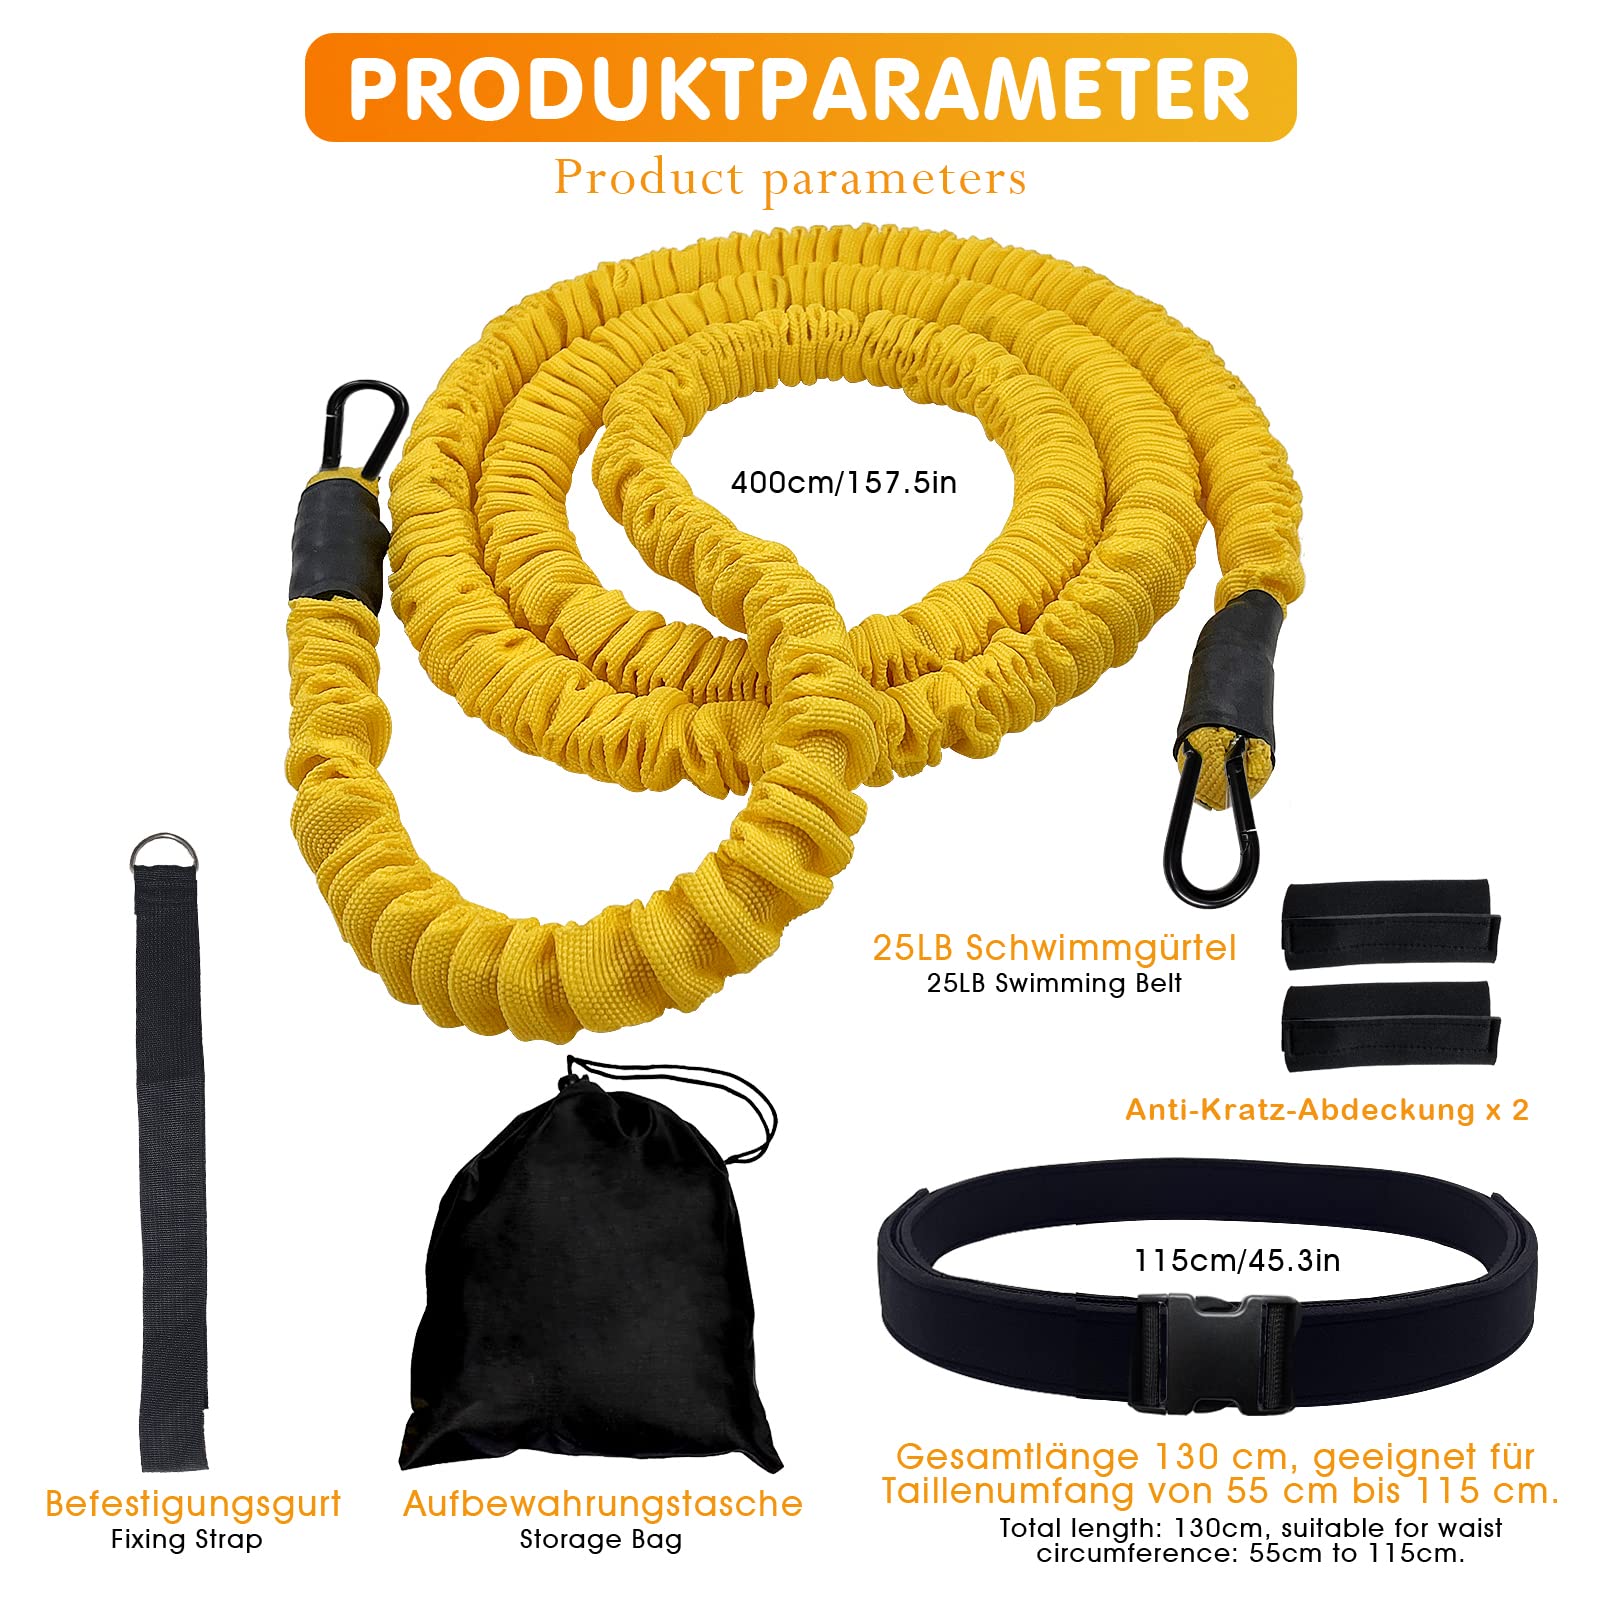 PRODUKTPARAMETER
Product parameters
400cm/157.5in
25LB Schwimmgürtel
25LB Swimming Belt
Anti-Kratz-Abdeckung x 2
115cm/45.3in
Befestigungsgurt
Fixing Strap
Aufbewahrungstasche
Storage Bag
Gesamtlänge 130 cm, geeignet für
Taillenumfang von 55 cm bis 115 cm.
Total length: 130cm, suitable for waist
circumference: 55cm to 115cm.